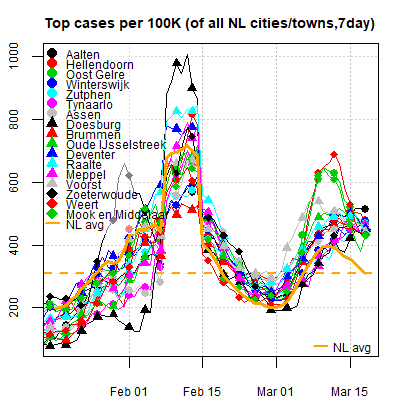 Top cases per 100K (of all NL cities/towns,7day)
1000
800
600
400
200
Aalten
Hellendoorn
Oost Gelre
Winterswijk
Zutphen
Tynaarlo
Assen
Doesburg
Brummen
Oude IJsselstreek
Deventer
Raalte
Meppel
Voorst
Zoeterwoude
Weert
Mook en Middelaar
NL avg
NL avg
Feb 01
Feb 15
Mar 01
Mar 15